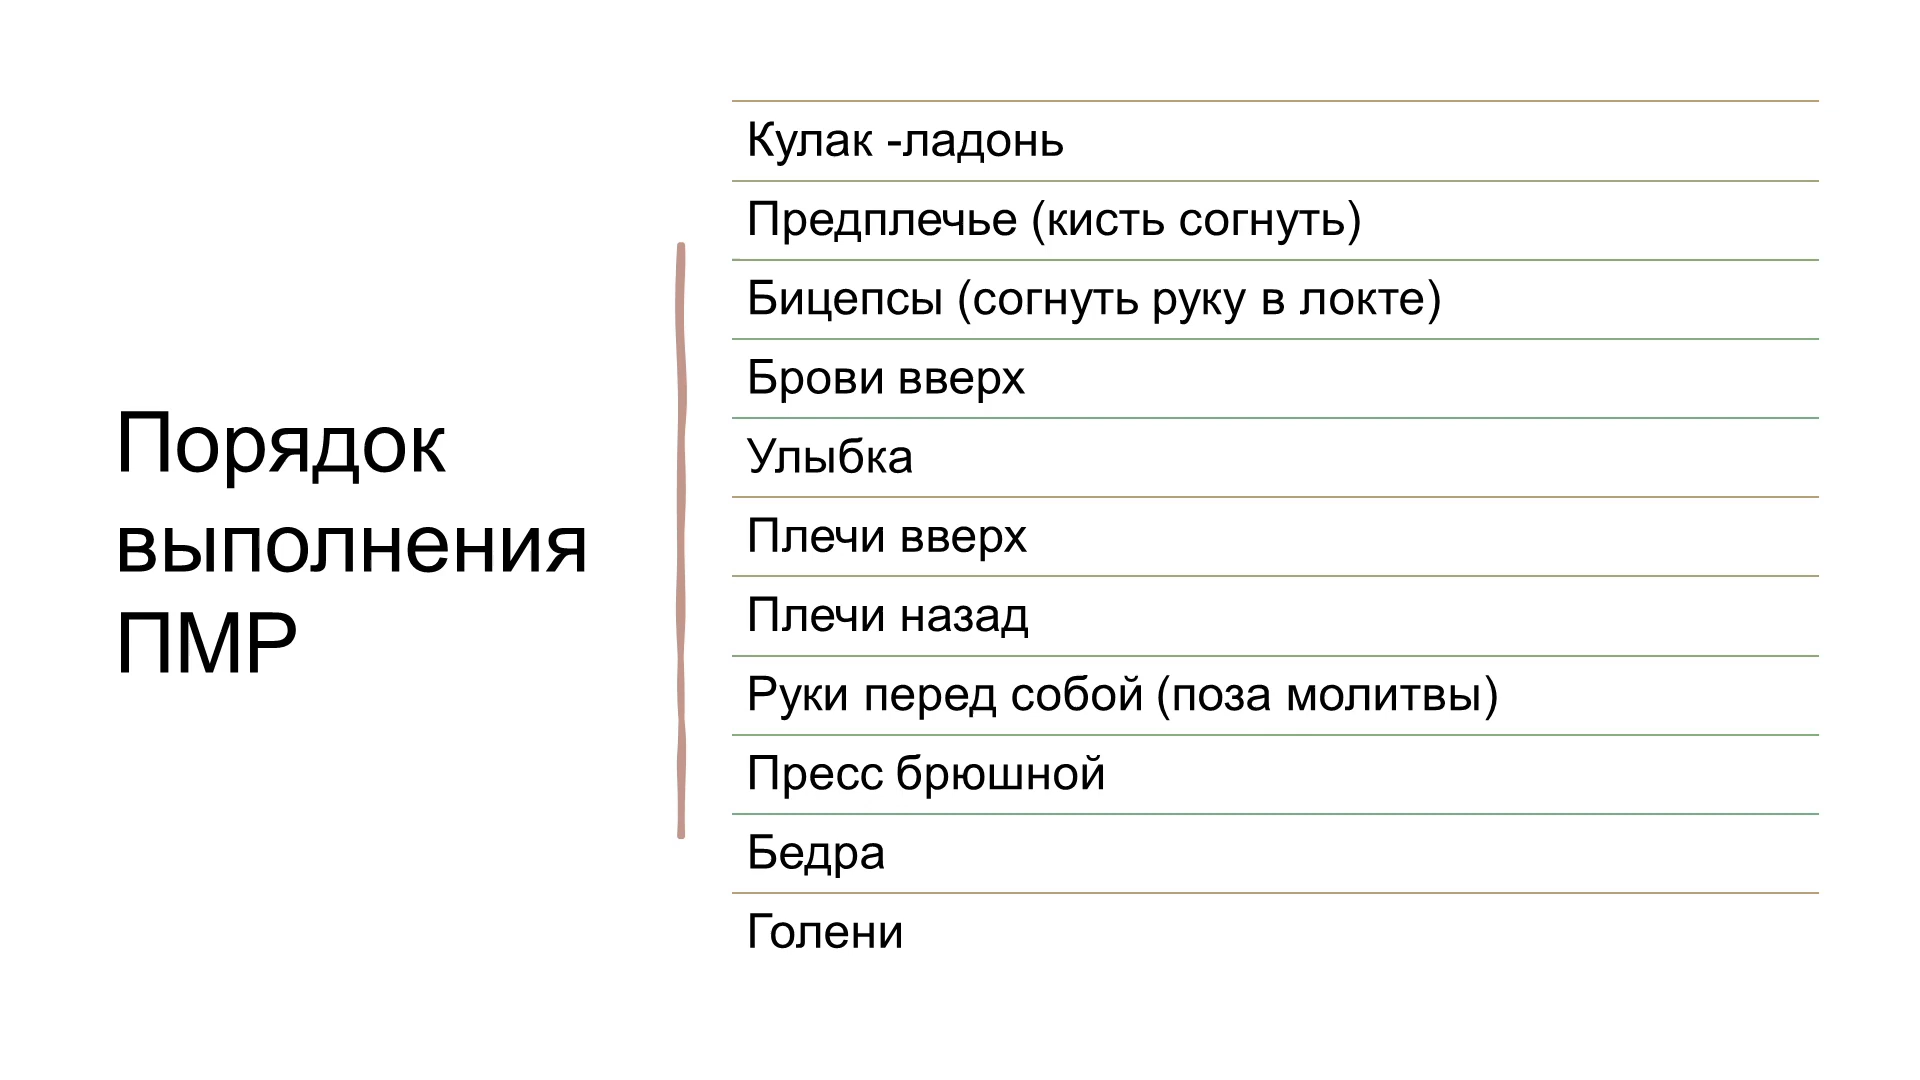 Порядок
выполнения
ПМР
Кулак -ладонь
Предплечье (кисть согнуть)
Бицепсы (согнуть руку в локте)
Брови вверх
Улыбка
Плечи вверх
Плечи назад
Руки перед собой (поза молитвы)
Пресс брюшной
Бедра
Голени